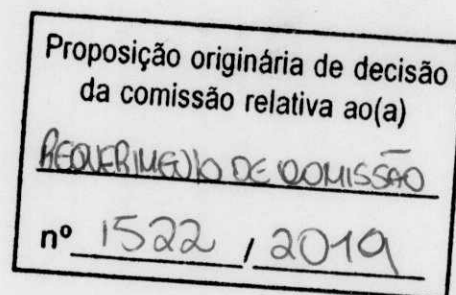 Proposição originária de decisão
da comissão relativa ao(a)
REQUERIMENTO DE COMISSÃO
nº 1522 / 2019